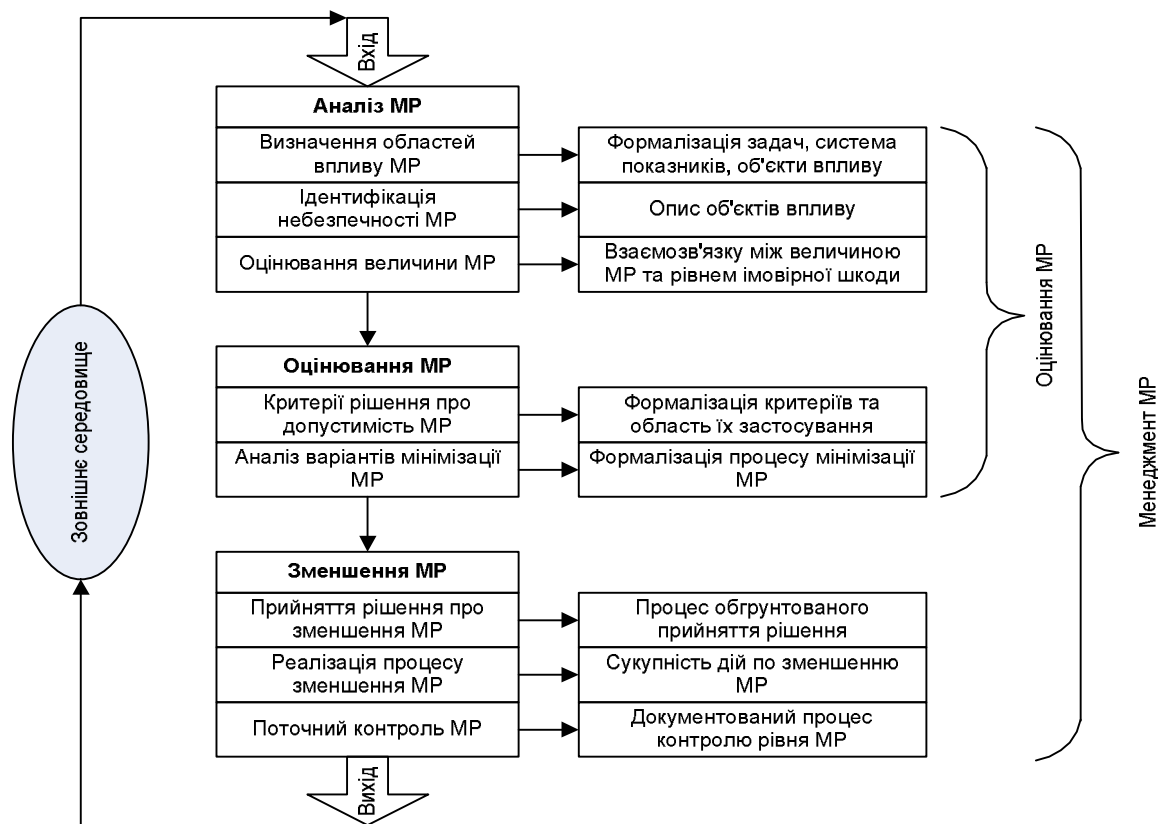 Вхід
Аналіз МР
Визначення областей
впливу МР
Формалізація задач, система
показників, об'єкти впливу
Ідентифікація
небезпечності МР
Опис об'єктів впливу
Оцінювання величини МР
Взаємозв'язку між величиною
МР та рівнем імовірної шкоди
Оцінювання МР
Критерії рішення про
допустимість МР
Формалізація критеріїв та
область їх застосування
Аналіз варіантів мінімізації
МР
Формалізація процесу мінімізації
МР
Зменшення МР
Прийняття рішення про
зменшення МР
Процес обгрунтованого
прийняття рішення
Реалізація процесу
зменшення МР
Сукупність дій по зменшенню
МР
Поточний контроль МР
Документований процес
контролю рівня МР
Вихід
Зовнішнє середовище
Оцінювання МР
Менеджмент МР